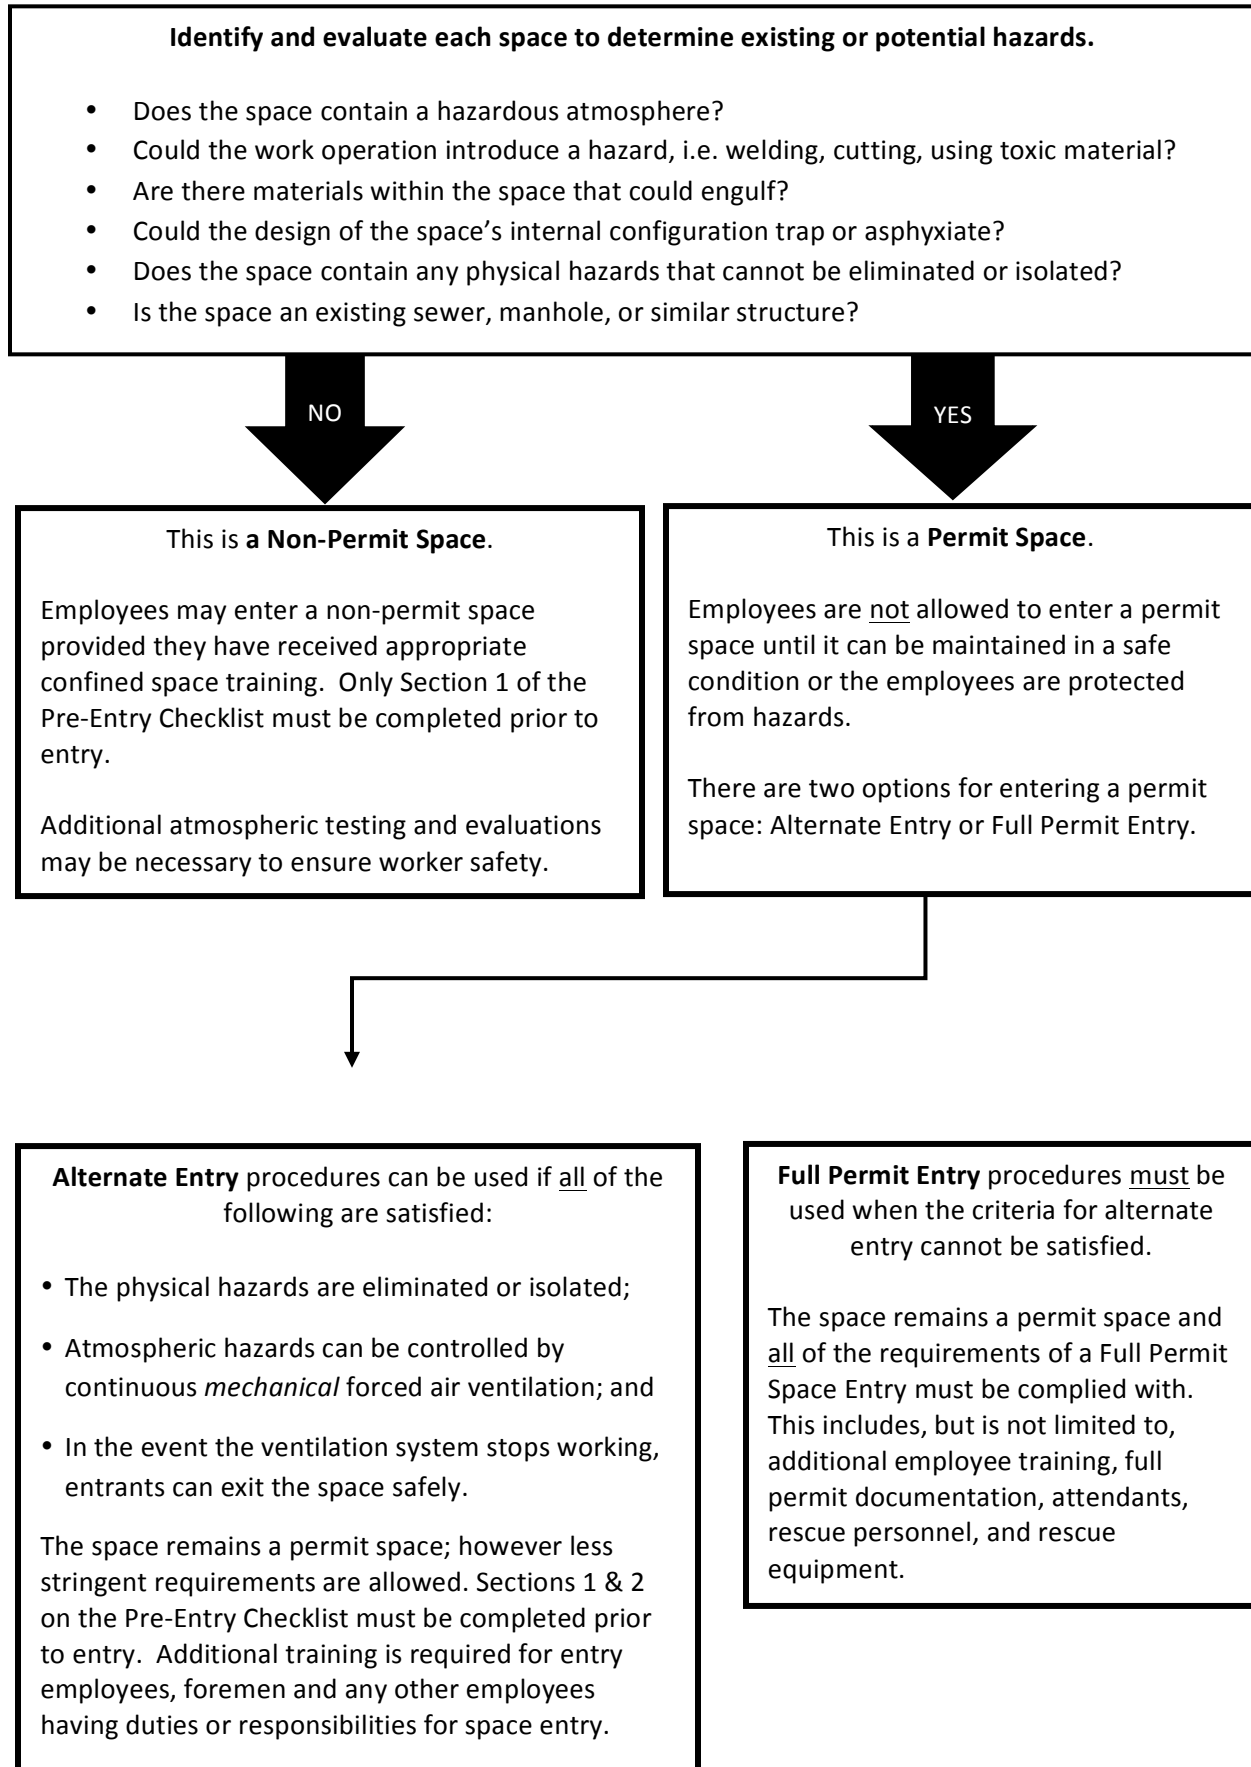 Identify and evaluate each space to determine existing or potential hazards.
• Does the space contain a hazardous atmosphere?
• Could the work operation introduce a hazard, i.e. welding, cutting, using toxic material?
• Are there materials within the space that could engulf?
• Could the design of the space’s internal configuration trap or asphyxiate?
• Does the space contain any physical hazards that cannot be eliminated or isolated?
• Is the space an existing sewer, manhole, or similar structure?
NO
YES
This is a Non-Permit Space.
Employees may enter a non-permit space
provided they have received appropriate
confined space training. Only Section 1 of the
Pre-Entry Checklist must be completed prior to
entry.
Additional atmospheric testing and evaluations
may be necessary to ensure worker safety.
This is a Permit Space.
Employees are not allowed to enter a permit
space until it can be maintained in a safe
condition or the employees are protected
from hazards.
There are two options for entering a permit
space: Alternate Entry or Full Permit Entry.
Alternate Entry procedures can be used if all of the
following are satisfied:
• The physical hazards are eliminated or isolated;
• Atmospheric hazards can be controlled by
continuous mechanical forced air ventilation; and
• In the event the ventilation system stops working,
entrants can exit the space safely.
The space remains a permit space; however less
stringent requirements are allowed. Sections 1 & 2
on the Pre-Entry Checklist must be completed prior
to entry. Additional training is required for entry
employees, foremen and any other employees
having duties or responsibilities for space entry.
Full Permit Entry procedures must be
used when the criteria for alternate
entry cannot be satisfied.
The space remains a permit space and
all of the requirements of a Full Permit
Space Entry must be complied with.
This includes, but is not limited to,
additional employee training, full
permit documentation, attendants,
rescue personnel, and rescue
equipment.